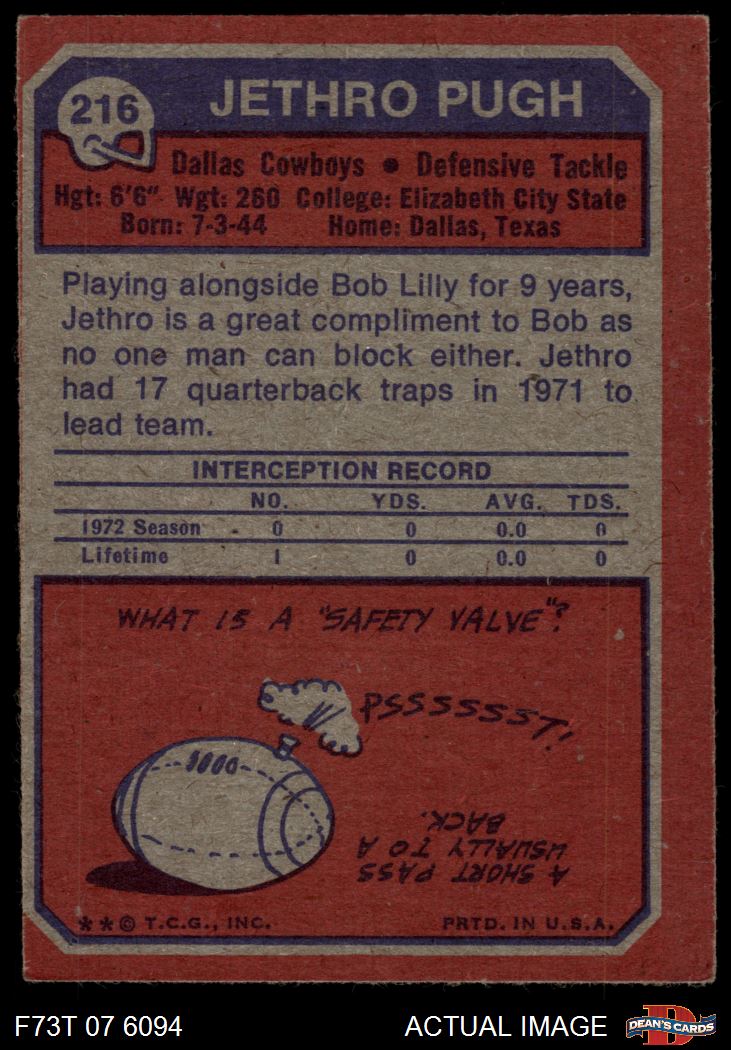 216
JETHRO PUGH
Dallas Cowboys • Defensive Tackle
Hgt: 6'6" Wgt: 260 College: Elizabeth City State
Born: 7-3-44 Home: Dallas, Texas
Playing alongside Bob Lilly for 9 years,
Jethro is a great compliment to Bob as
no one man can block either. Jethro
had 17 quarterback traps in 1971 to
lead team.
INTERCEPTION RECORD
NO. YDS. AVG. TDS.
1972 Season 0 0 0.0 0
Lifetime 1 0 0.0 0
WHAT IS A "SAFETY VALVE"?
PSSSSSSST!
A SHORT PASS
USUALLY TO A
BACK.
**© T.C.G., INC. PRTD. IN U.S.A.
F73T 07 6094 ACTUAL IMAGE DEAN'S CARDS